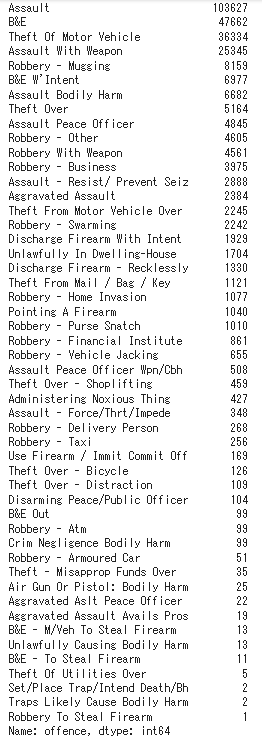 Assault 103627
B&E 47662
Theft Of Motor Vehicle 36334
Assault With Weapon 25345
Robbery - Mugging 8159
B&E W'Intent 6977
Assault Bodily Harm 6682
Theft Over 5164
Assault Peace Officer 4845
Robbery - Other 4605
Robbery With Weapon 4561
Robbery - Business 3975
Assault - Resist/ Prevent Seiz 2888
Aggravated Assault 2384
Theft From Motor Vehicle Over 2245
Robbery - Swarming 2242
Discharge Firearm With Intent 1929
Unlawfully In Dwelling-House 1704
Discharge Firearm - Recklessly 1330
Theft From Mail / Bag / Key 1121
Robbery - Home Invasion 1077
Pointing A Firearm 1040
Robbery - Purse Snatch 1010
Robbery - Financial Institute 861
Robbery - Vehicle Jacking 655
Assault Peace Officer Wpn/Cbh 508
Theft Over - Shoplifting 459
Administering Noxious Thing 427
Assault - Force/Thrt/Impede 348
Robbery - Delivery Person 268
Robbery - Taxi 256
Use Firearm / Immit Commit Off 169
Theft Over - Bicycle 126
Theft Over - Distraction 109
Disarming Peace/Public Officer 104
B&E Out 99
Robbery - Atm 99
Crim Negligence Bodily Harm 99
Robbery - Armoured Car 51
Theft - Misapprop Funds Over 35
Air Gun Or Pistol: Bodily Harm 25
Aggravated Aslt Peace Officer 22
Aggravated Assault Avails Pros 19
B&E - M/Veh To Steal Firearm 13
Unlawfully Causing Bodily Harm 13
B&E - To Steal Firearm 11
Theft Of Utilities Over 5
Set/Place Trap/Intend Death/Bh 2
Traps Likely Cause Bodily Harm 2
Robbery To Steal Firearm 1
Name: offence, dtype: int64